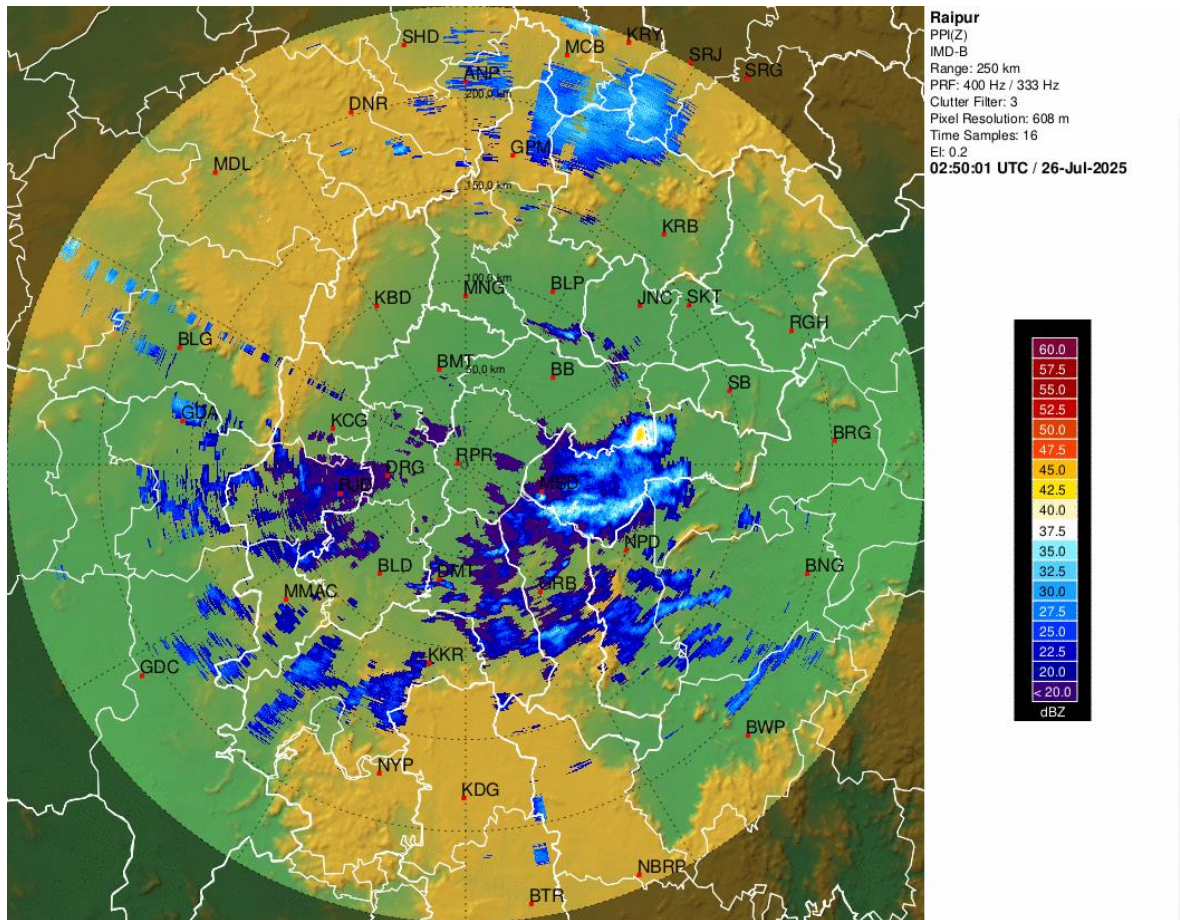 Raipur
PPI(Z)
IMD-B
Range: 250 km
PRF: 400 Hz / 333 Hz
Clutter Filter: 3
Pixel Resolution: 608 m
Time Samples: 16
El: 0.2
02:50:01 UTC / 26-Jul-2025
SHD
KRY
MCB
SRJ
SRG
ANP
200.0 km
DNR
GPM
MDL
150.0 km
KRB
100.0 km
MNG
BLP
KBD
JNC
SKT
RGH
BLG
BMT
50.0 km
BB
SB
GDA
KCG
BRG
RPR
DRG
RJD
MSD
NPD
BLD
DMT
GRB
BNG
MMAC
KKR
GDC
BWP
NYP
KDG
NBRP
BTR
60.0
57.5
55.0
52.5
50.0
47.5
45.0
42.5
40.0
37.5
35.0
32.5
30.0
27.5
25.0
22.5
20.0
< 20.0
dBZ